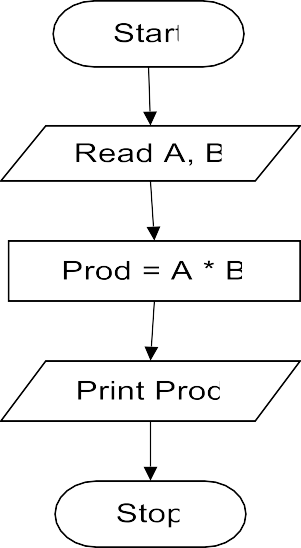 Start
Read A, B
Prod = A * B
Print Prod
Stop